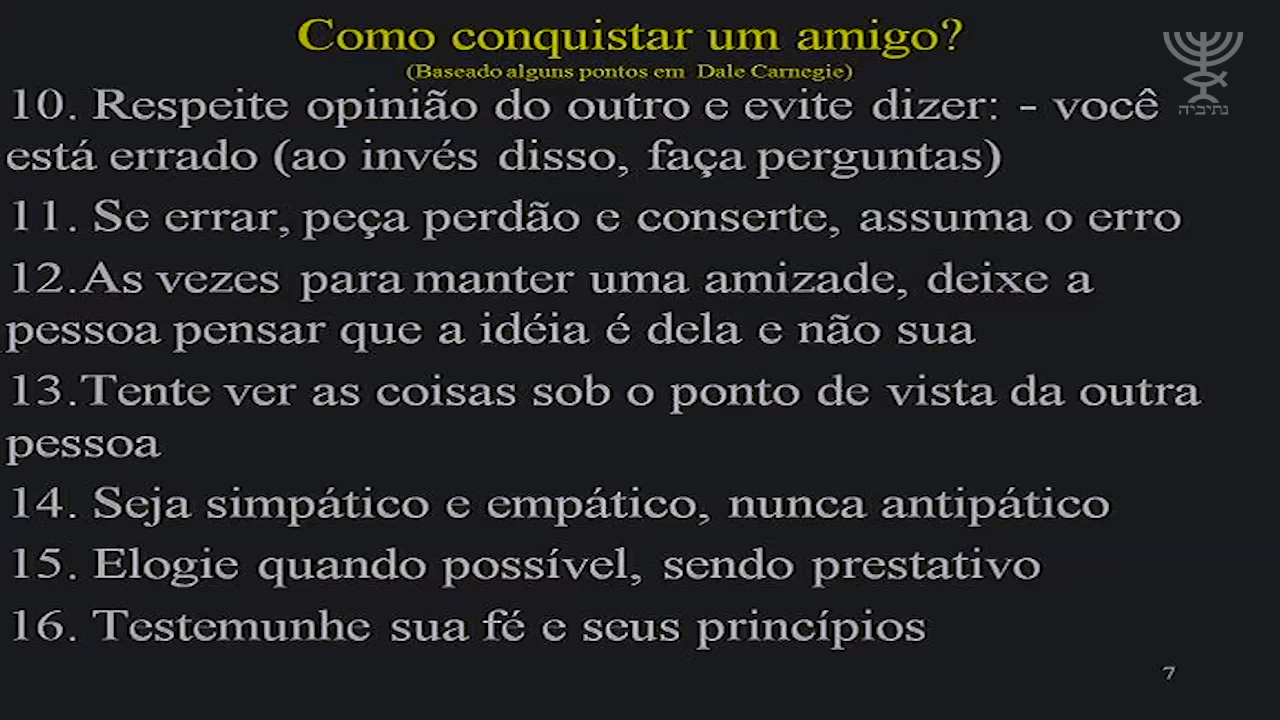 Como conquistar um amigo?
(Baseado alguns pontos em Dale Carnegie)
10. Respeite opinião do outro e evite dizer: - você
está errado (ao invés disso, faça perguntas)
11. Se errar, peça perdão e conserte, assuma o erro
12.As vezes para manter uma amizade, deixe a
pessoa pensar que a idéia é dela e não sua
13.Tente ver as coisas sob o ponto de vista da outra
pessoa
14. Seja simpático e empático, nunca antipático
15. Elogie quando possível, sendo prestativo
16. Testemunhe sua fé e seus princípios
7
נתיביה